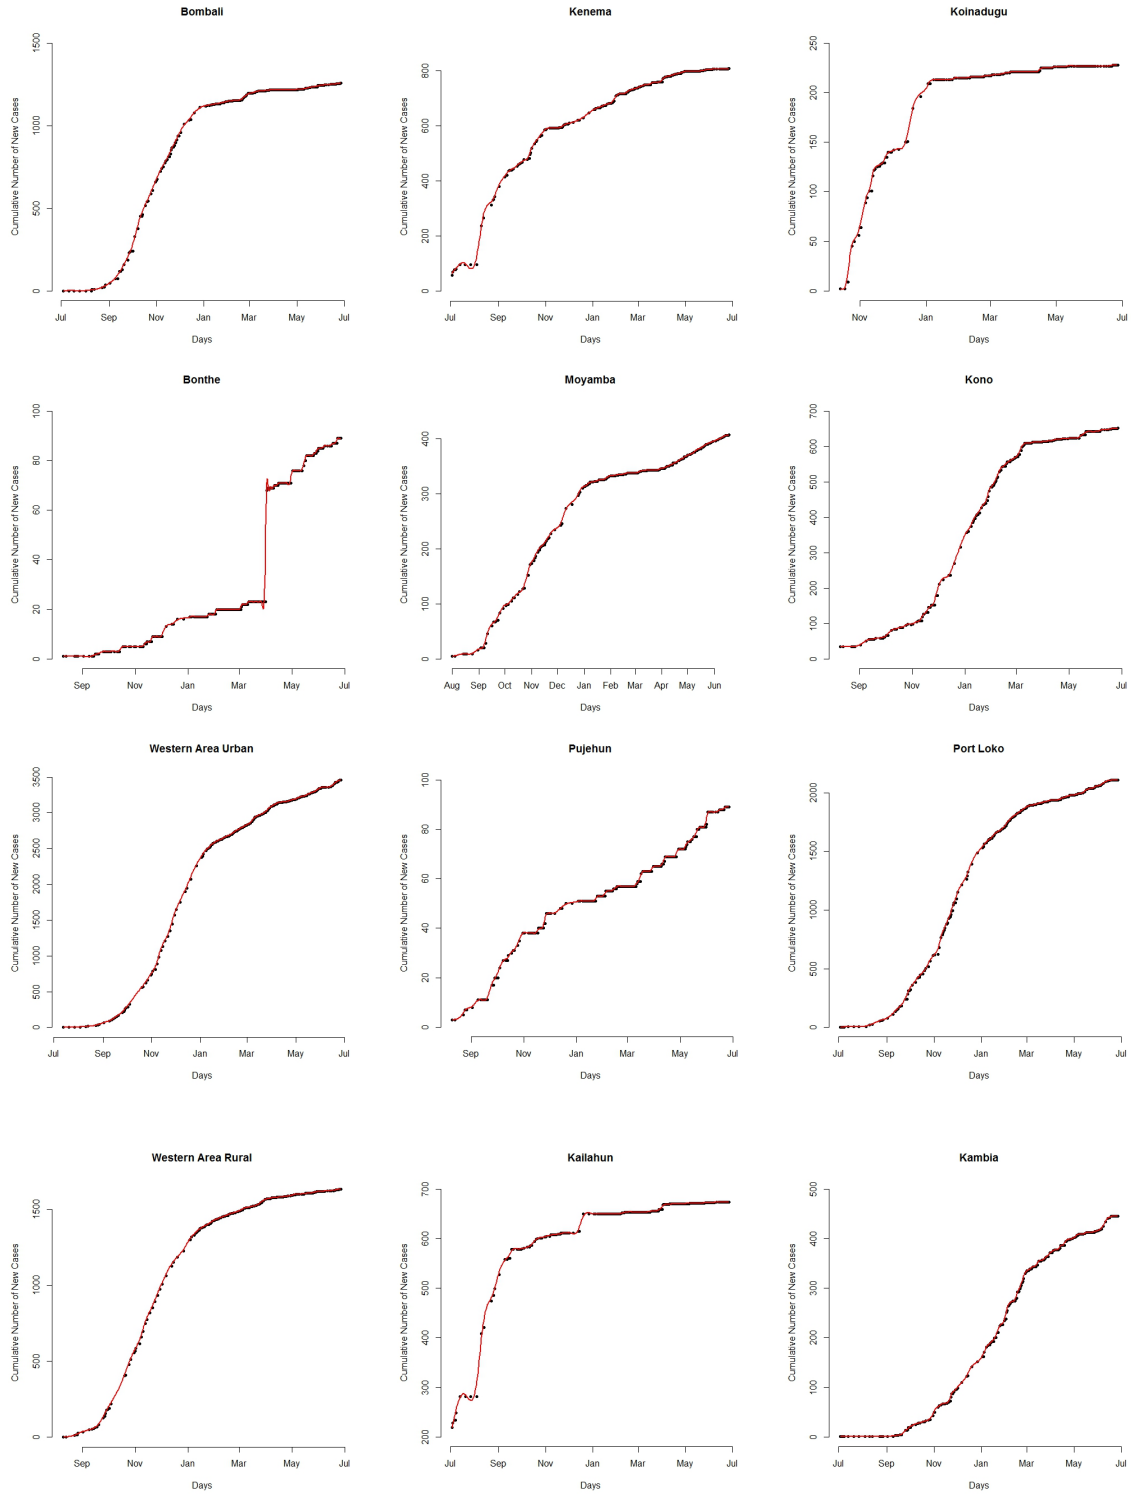 Bombali
Cumulative Number of New Cases
0 500 1000 1500
Jul Sep Nov Jan Mar May Jul
Days
Kenema
Cumulative Number of New Cases
0 200 400 600 800
Jul Sep Nov Jan Mar May Jul
Days
Koinadugu
Cumulative Number of New Cases
0 50 100 150 200 250
Nov Jan Mar May Jul
Days
Bonthe
Cumulative Number of New Cases
0 20 40 60 80 100
Sep Nov Jan Mar May Jul
Days
Moyamba
Cumulative Number of New Cases
0 100 200 300 400
Aug Sep Oct Nov Dec Jan Feb Mar Apr May Jun
Days
Kono
Cumulative Number of New Cases
0 100 200 300 400 500 600 700
Sep Nov Jan Mar May Jul
Days
Western Area Urban
Cumulative Number of New Cases
0 500 1000 1500 2000 2500 3000 3500
Jul Sep Nov Jan Mar May Jul
Days
Pujehun
Cumulative Number of New Cases
0 20 40 60 80 100
Sep Nov Jan Mar May Jul
Days
Port Loko
Cumulative Number of New Cases
0 500 1000 1500 2000
Jul Sep Nov Jan Mar May Jul
Days
Western Area Rural
Cumulative Number of New Cases
0 500 1000 1500
Sep Nov Jan Mar May Jul
Days
Kailahun
Cumulative Number of New Cases
200 300 400 500 600 700
Jul Sep Nov Jan Mar May Jul
Days
Kambia
Cumulative Number of New Cases
0 100 200 300 400 500
Jul Sep Nov Jan Mar May Jul
Days